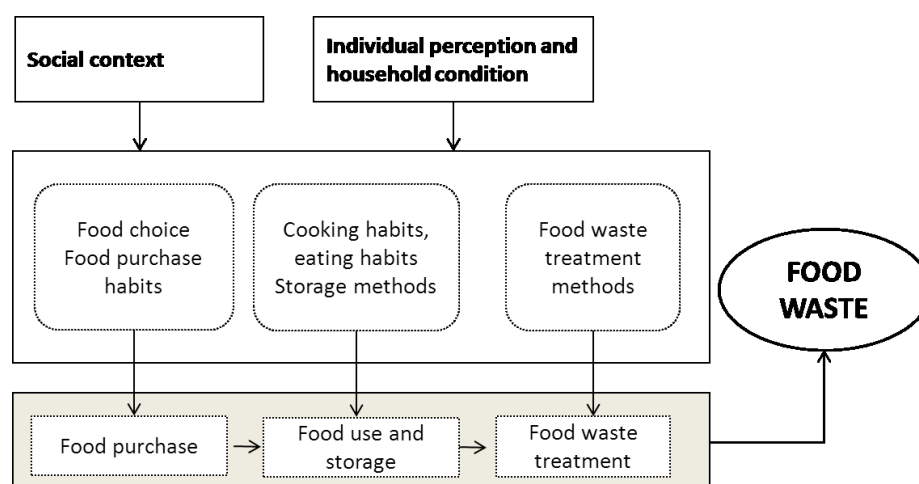 Social context
Individual perception and
household condition
Food choice
Food purchase
habits
Cooking habits,
eating habits
Storage methods
Food waste
treatment
methods
FOOD
WASTE
Food purchase
Food use and
storage
Food waste
treatment